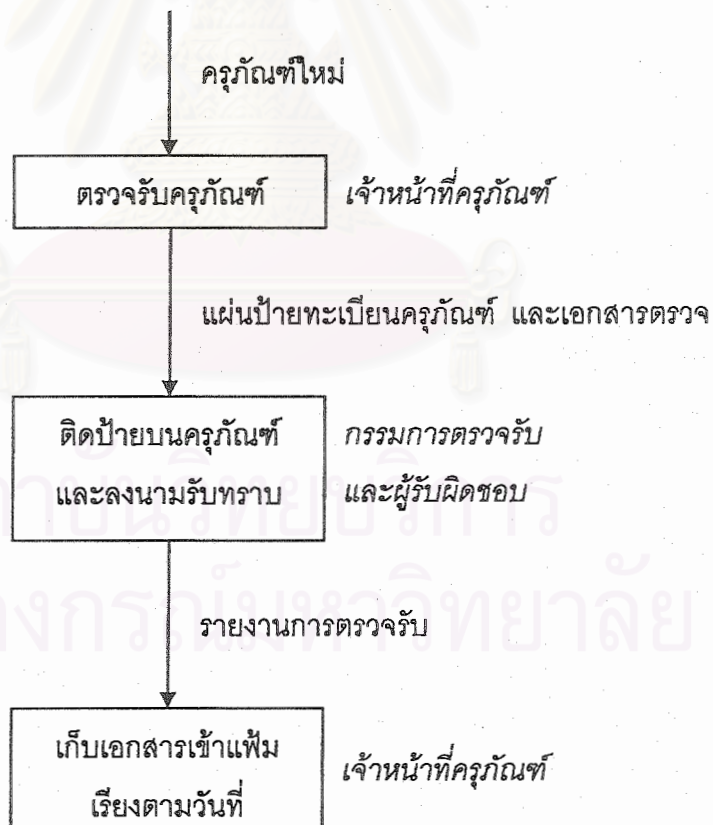 ครุภัณฑ์ใหม่
ตรวจรับครุภัณฑ์ เจ้าหน้าที่ครุภัณฑ์
แผ่นป้ายทะเบียนครุภัณฑ์ และเอกสารตรวจ
ติดป้ายบนครุภัณฑ์ กรรมการตรวจรับ
และลงนามรับทราบ และผู้รับผิดชอบ
รายงานการตรวจรับ
เก็บเอกสารเข้าแฟ้ม
เรียงตามวันที่
เจ้าหน้าที่ครุภัณฑ์